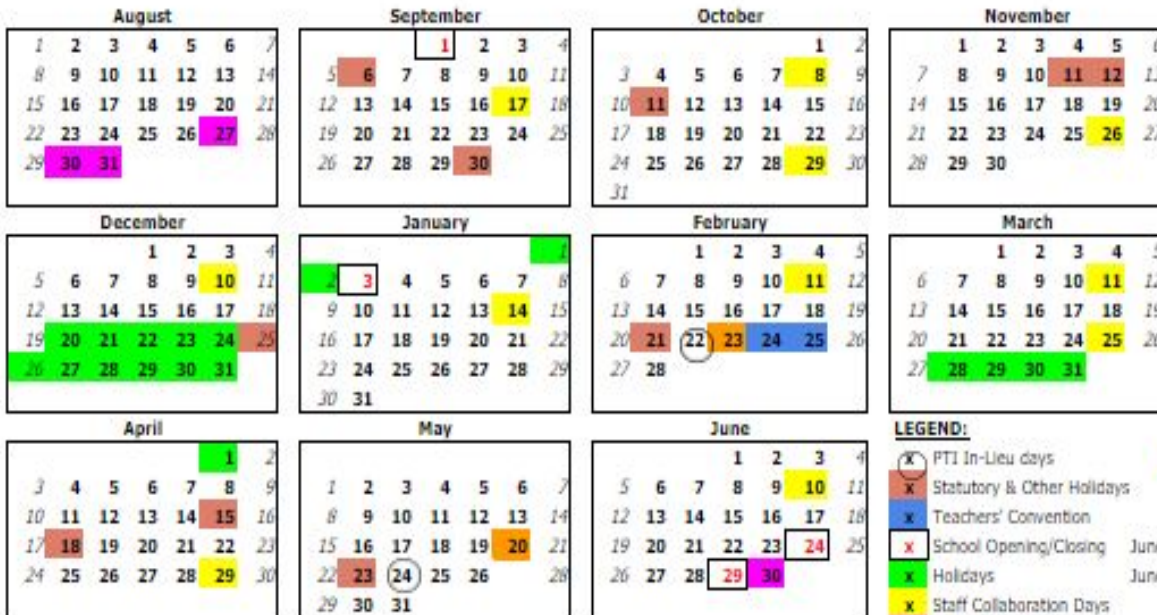 August
1 2 3 4 5 6 7
8 9 10 11 12 13 14
15 16 17 18 19 20 21
22 23 24 25 26 27 28
29 30 31
September
1 2 3 4
5 6 7 8 9 10 11
12 13 14 15 16 17 18
19 20 21 22 23 24 25
26 27 28 29 30
October
1 2
3 4 5 6 7 8 9
10 11 12 13 14 15 16
17 18 19 20 21 22 23
24 25 26 27 28 29 30
31
November
1 2 3 4 5 6
7 8 9 10 11 12 13
14 15 16 17 18 19 20
21 22 23 24 25 26 27
28 29 30
December
1 2 3 4
5 6 7 8 9 10 11
12 13 14 15 16 17 18
19 20 21 22 23 24 25
26 27 28 29 30 31
January
1
2 3 4 5 6 7 8
9 10 11 12 13 14 15
16 17 18 19 20 21 22
23 24 25 26 27 28 29
30 31
February
1 2 3 4 5
6 7 8 9 10 11 12
13 14 15 16 17 18 19
20 21 22 23 24 25 26
27 28
March
1 2 3 4 5
6 7 8 9 10 11 12
13 14 15 16 17 18 19
20 21 22 23 24 25 26
27 28 29 30 31
April
1 2
3 4 5 6 7 8 9
10 11 12 13 14 15 16
17 18 19 20 21 22 23
24 25 26 27 28 29 30
May
1 2 3 4 5 6 7
8 9 10 11 12 13 14
15 16 17 18 19 20 21
22 23 24 25 26 28
29 30 31
June
1 2 3 4
5 6 7 8 9 10 11
12 13 14 15 16 17 18
19 20 21 22 23 24 25
26 27 28 29 30
LEGEND:
x PTI In-Lieu days
x Statutory & Other Holidays
x Teachers' Convention
x School Opening/Closing June
x Holidays June
x Staff Collaboration Days